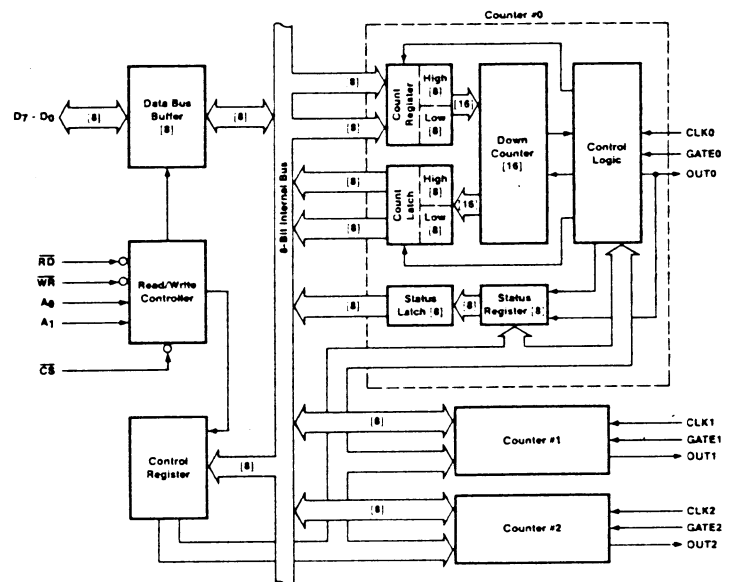 Counter #0
D7 - D0
[8]
Data Bus
Buffer
[8]
[8]
8-Bit Internal Bus
8]
8]
Count
Register
High
[8]
Low
[8]
[16]
Down
Counter
[16]
Control
Logic
CLK0
GATE0
OUT0
[8]
[8]
Count
Latch
High
[8]
Low
[8]
[16]
RD
WR
A0
A1
CS
Read/Write
Controller
[8]
Status
Latch [8]
[8]
Status
Register [8]
Control
Register
[8]
[8]
Counter #1
CLK1
GATE1
OUT1
[8]
Counter #2
CLK2
GATE2
OUT2